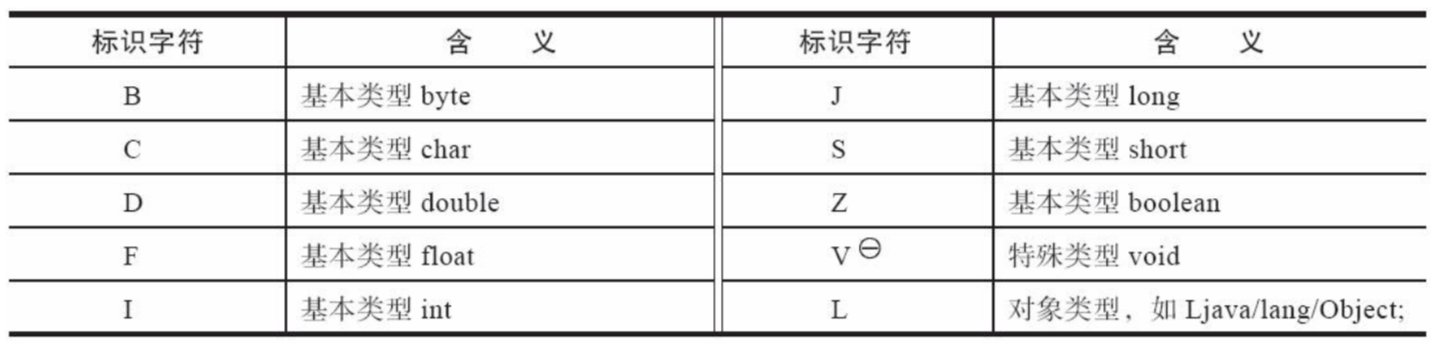 标识字符 含 义 标识字符 含 义
B 基本类型 byte J 基本类型 long
C 基本类型 char S 基本类型 short
D 基本类型 double Z 基本类型 boolean
F 基本类型 float V⊖ 特殊类型 void
I 基本类型 int L 对象类型，如 Ljava/lang/Object;